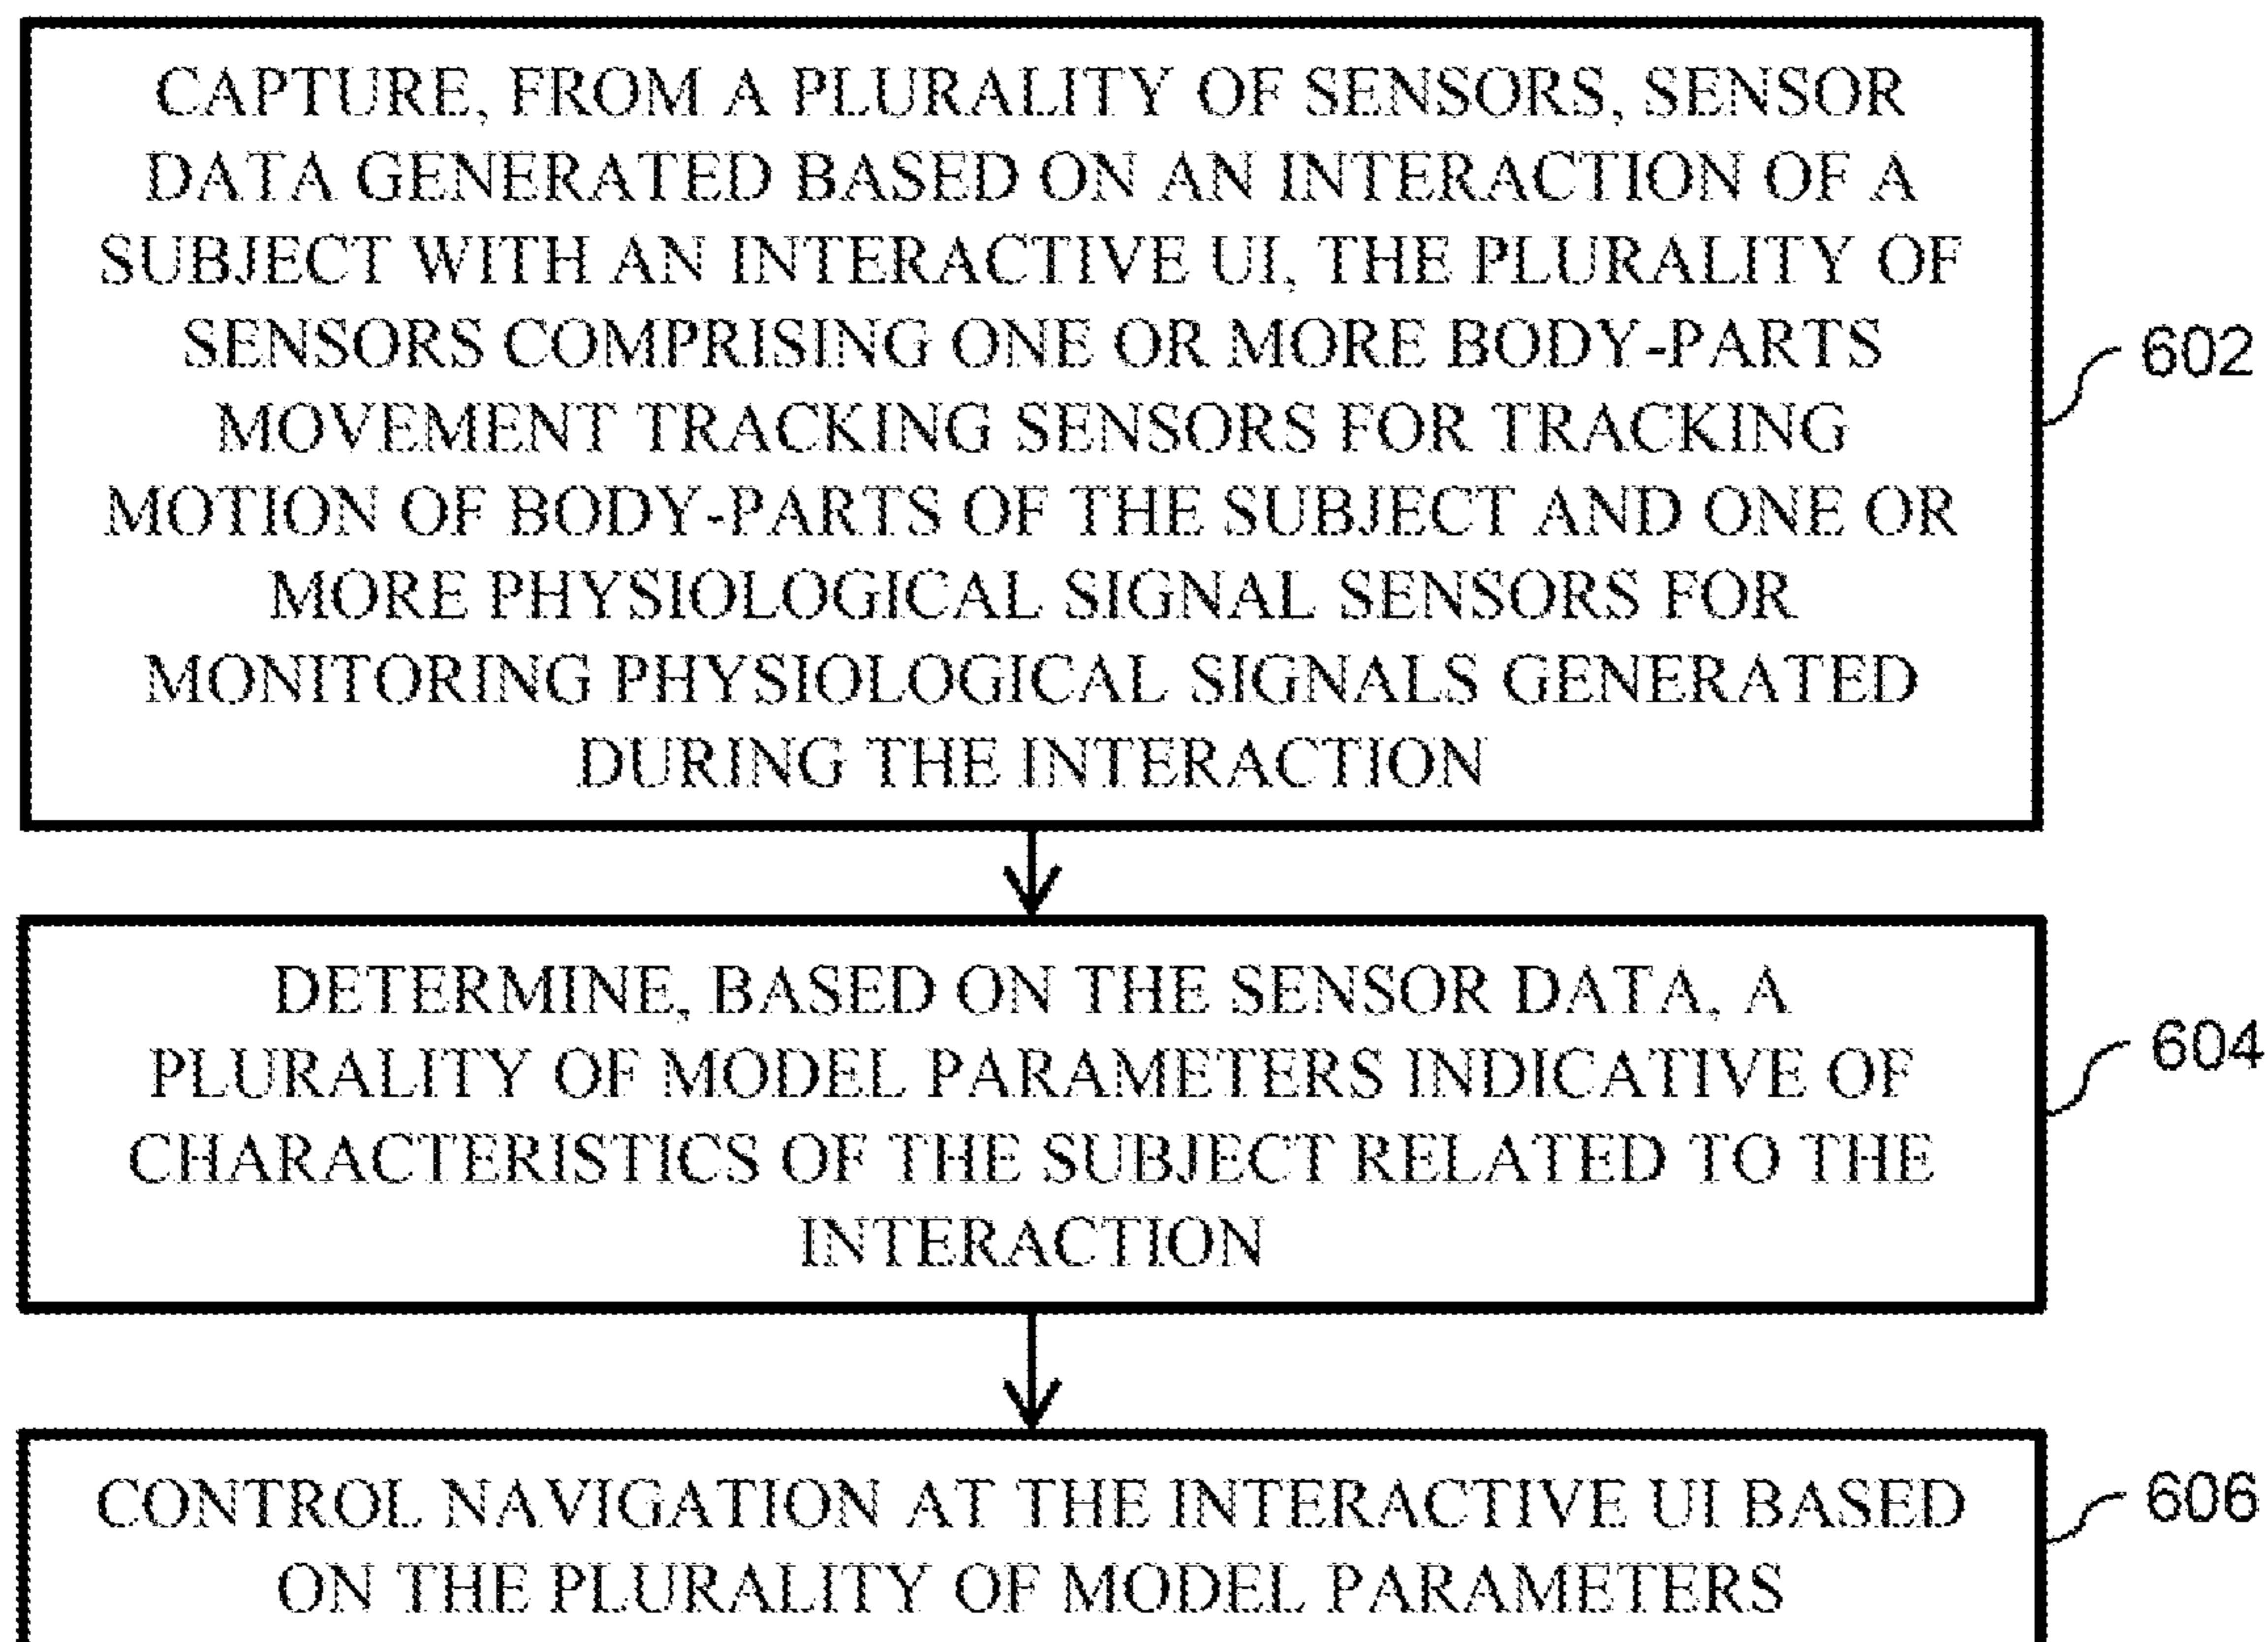 CAPTURE, FROM A PLURALITY OF SENSORS, SENSOR
DATA GENERATED BASED ON AN INTERACTION OF A
SUBJECT WITH AN INTERACTIVE UI, THE PLURALITY OF
SENSORS COMPRISING ONE OR MORE BODY-PARTS
MOVEMENT TRACKING SENSORS FOR TRACKING
MOTION OF BODY-PARTS OF THE SUBJECT AND ONE OR
MORE PHYSIOLOGICAL SIGNAL SENSORS FOR
MONITORING PHYSIOLOGICAL SIGNALS GENERATED
DURING THE INTERACTION
602
DETERMINE, BASED ON THE SENSOR DATA, A
PLURALITY OF MODEL PARAMETERS INDICATIVE OF
CHARACTERISTICS OF THE SUBJECT RELATED TO THE
INTERACTION
604
CONTROL NAVIGATION AT THE INTERACTIVE UI BASED
ON THE PLURALITY OF MODEL PARAMETERS
606